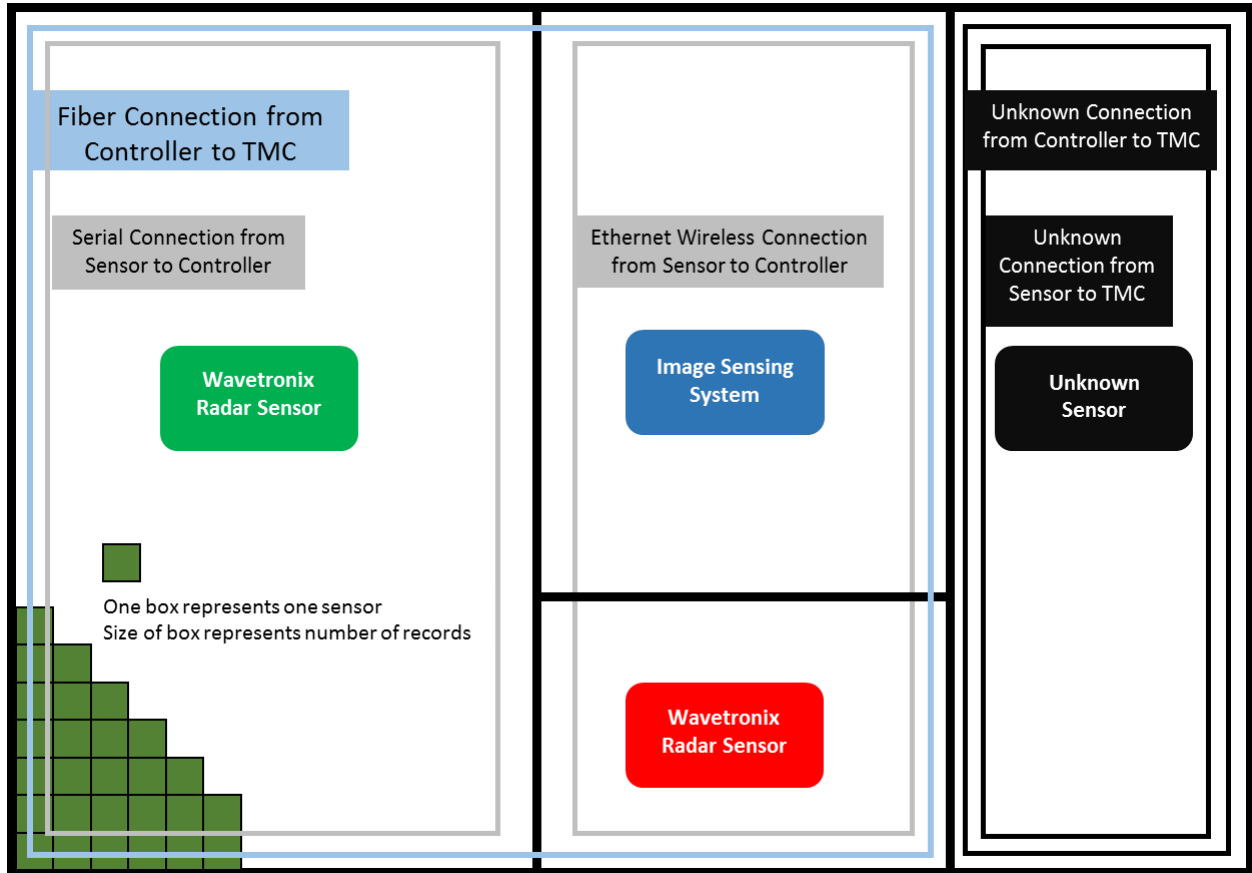 Fiber Connection from
Controller to TMC
Serial Connection from
Sensor to Controller
Wavetronix
Radar Sensor
One box represents one sensor
Size of box represents number of records
Ethernet Wireless Connection
from Sensor to Controller
Image Sensing
System
Wavetronix
Radar Sensor
Unknown Connection
from Controller to TMC
Unknown
Connection from
Sensor to TMC
Unknown
Sensor